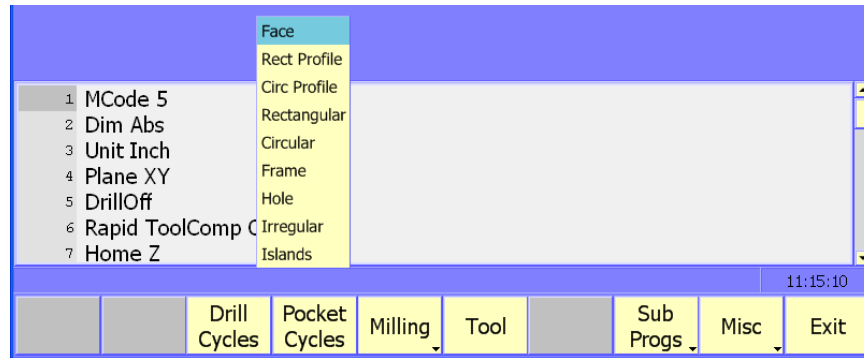 Face
Rect Profile
Circ Profile
Rectangular
Circular
Frame
Hole
Irregular
Islands
1 MCode 5
2 Dim Abs
3 Unit Inch
4 Plane XY
5 DrillOff
6 Rapid ToolComp
7 Home Z
11:15:10
Drill Cycles
Pocket Cycles
Milling
Tool
Sub Progs
Misc
Exit